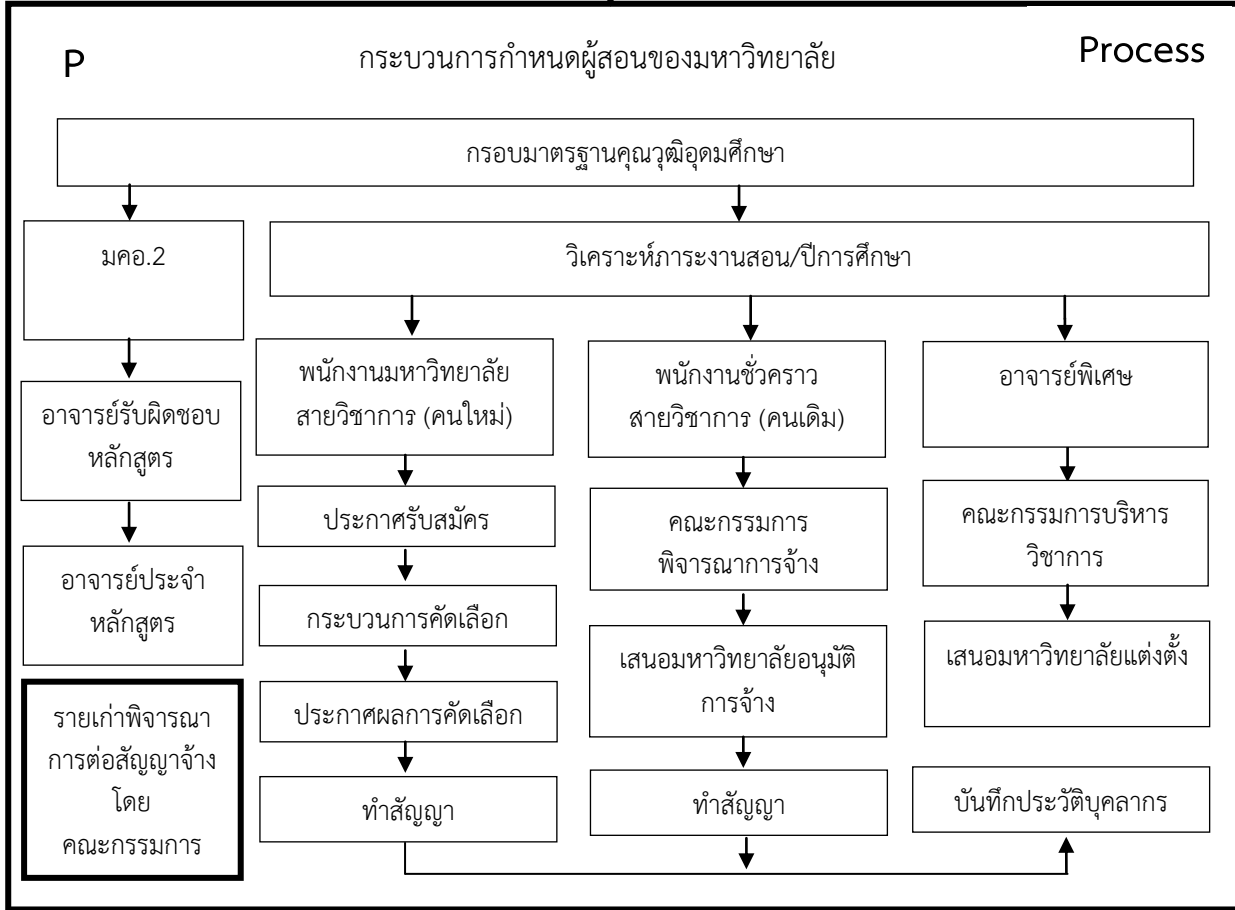 P
กระบวนการกำหนดผู้สอนของมหาวิทยาลัย
Process
กรอบมาตรฐานคุณวุฒิอุดมศึกษา
มคอ.2
วิเคราะห์ภาระงานสอน/ปีการศึกษา
อาจารย์รับผิดชอบ
หลักสูตร
อาจารย์ประจำ
หลักสูตร
รายเก่าพิจารณา
การต่อสัญญาจ้าง
โดย
คณะกรรมการ
พนักงานมหาวิทยาลัย
สายวิชาการ (คนใหม่)
ประกาศรับสมัคร
กระบวนการคัดเลือก
ประกาศผลการคัดเลือก
ทำสัญญา
พนักงานชั่วคราว
สายวิชาการ (คนเดิม)
คณะกรรมการ
พิจารณาการจ้าง
เสนอมหาวิทยาลัยอนุมัติ
การจ้าง
ทำสัญญา
อาจารย์พิเศษ
คณะกรรมการบริหาร
วิชาการ
เสนอมหาวิทยาลัยแต่งตั้ง
บันทึกประวัติบุคลากร